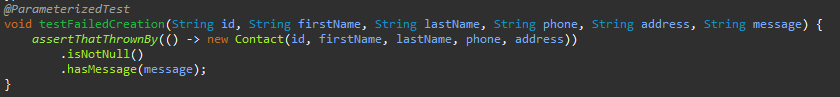 @ParameterizedTest
void testFailedCreation(String id, String firstName, String lastName, String phone, String address, String message) {
    assertThatThrownBy(() -> new Contact(id, firstName, lastName, phone, address))
        .isNotNull()
        .hasMessage(message);
}